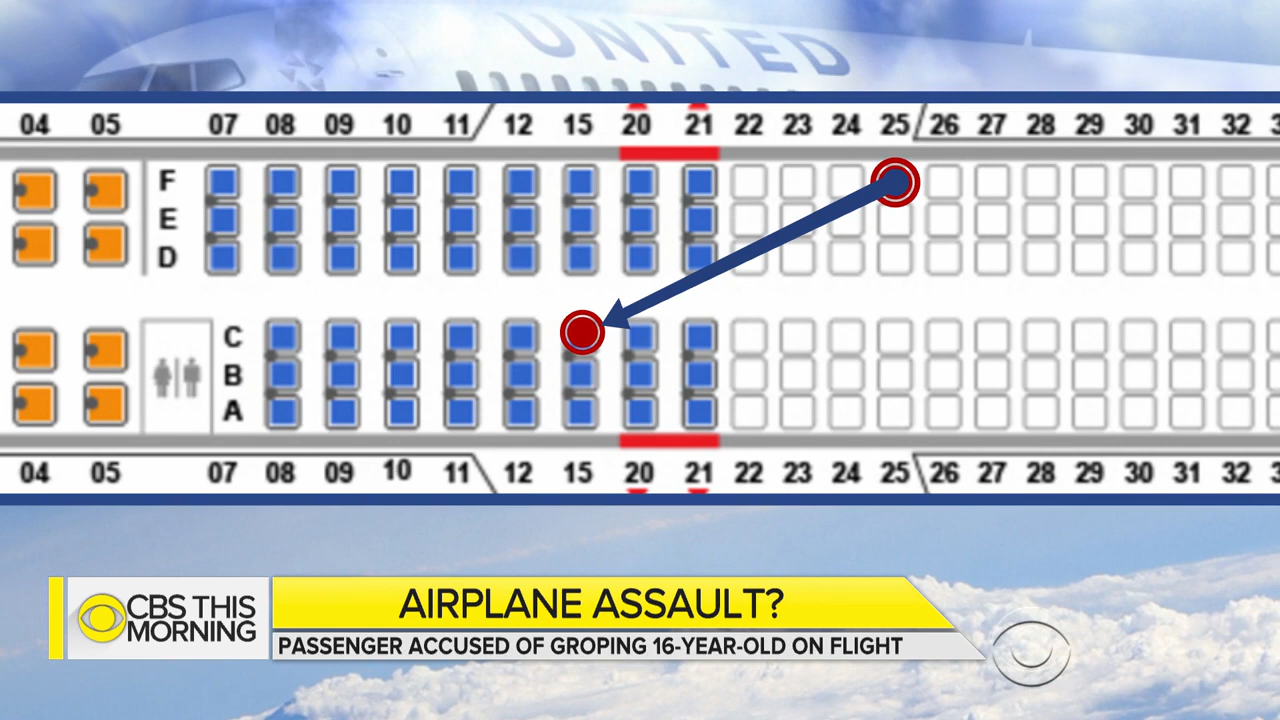 UNITED
04 05 07 08 09 10 11 12 15 20 21 22 23 24 25 26 27 28 29 30 31 32
F
E
D
C
B
A
04 05 07 08 09 10 11 12 15 20 21 22 23 24 25 26 27 28 29 30 31 32
CBS THIS
MORNING
AIRPLANE ASSAULT?
PASSENGER ACCUSED OF GROPING 16-YEAR-OLD ON FLIGHT